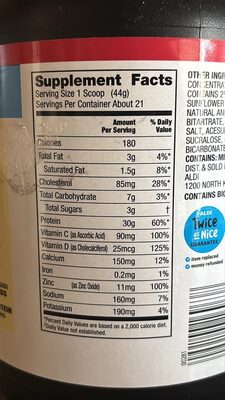 Supplement Facts
Serving Size 1 Scoop (44g)
Servings Per Container About 21
Amount Per Serving % Daily Value
Calories 180
Total Fat 3g 4%*
Saturated Fat 1.5g 8%*
Cholesterol 85mg 28%
Total Carbohydrate 7g 3%*
Total Sugars 3g
Protein 30g 60%*
Vitamin C (as Ascorbic Acid) 90mg 100%
Vitamin D (as Cholecalciferol) 25mcg 125%
Calcium 150mg 12%
Iron 0.2mg 1%
Zinc (as Zinc Oxide) 11mg 100%
Sodium 160mg 7%
Potassium 190mg 4%
*Percent Daily Values are based on a 2,000 calorie diet.
†Daily Value not established.
OTHER INGR
CONCENTRA
CONTAINS 2%
SUNFLOWER
NATURAL AN
BITARTRATE,
SALT, ACESU
SUCRALOSE,
BICARBONATE
CONTAINS: MI
DIST. & SOLD
ALDI
1200 NORTH
CONTAINS BIO
ALDI
Twice
as Nice
GUARANTEE
item replaced
money refunded